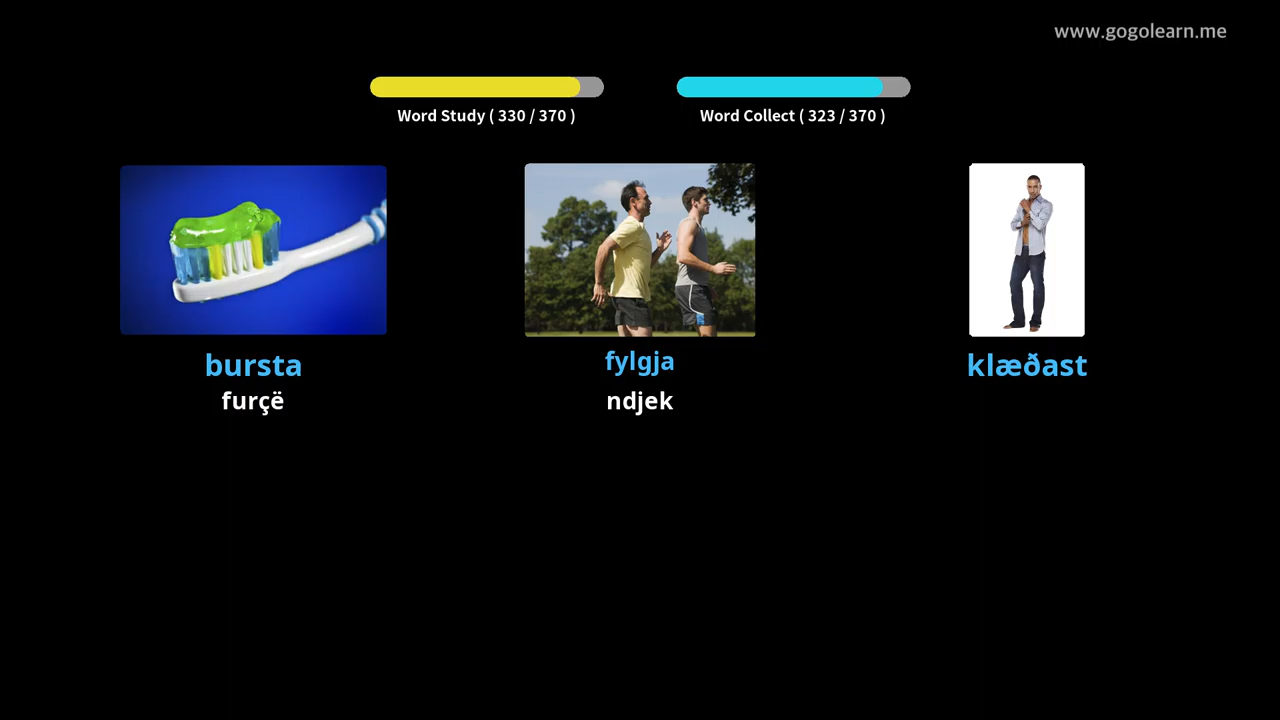 www.gogolearn.me
Word Study ( 330 / 370 )
Word Collect ( 323 / 370 )
bursta
furçë
fylgja
ndjek
klæðast